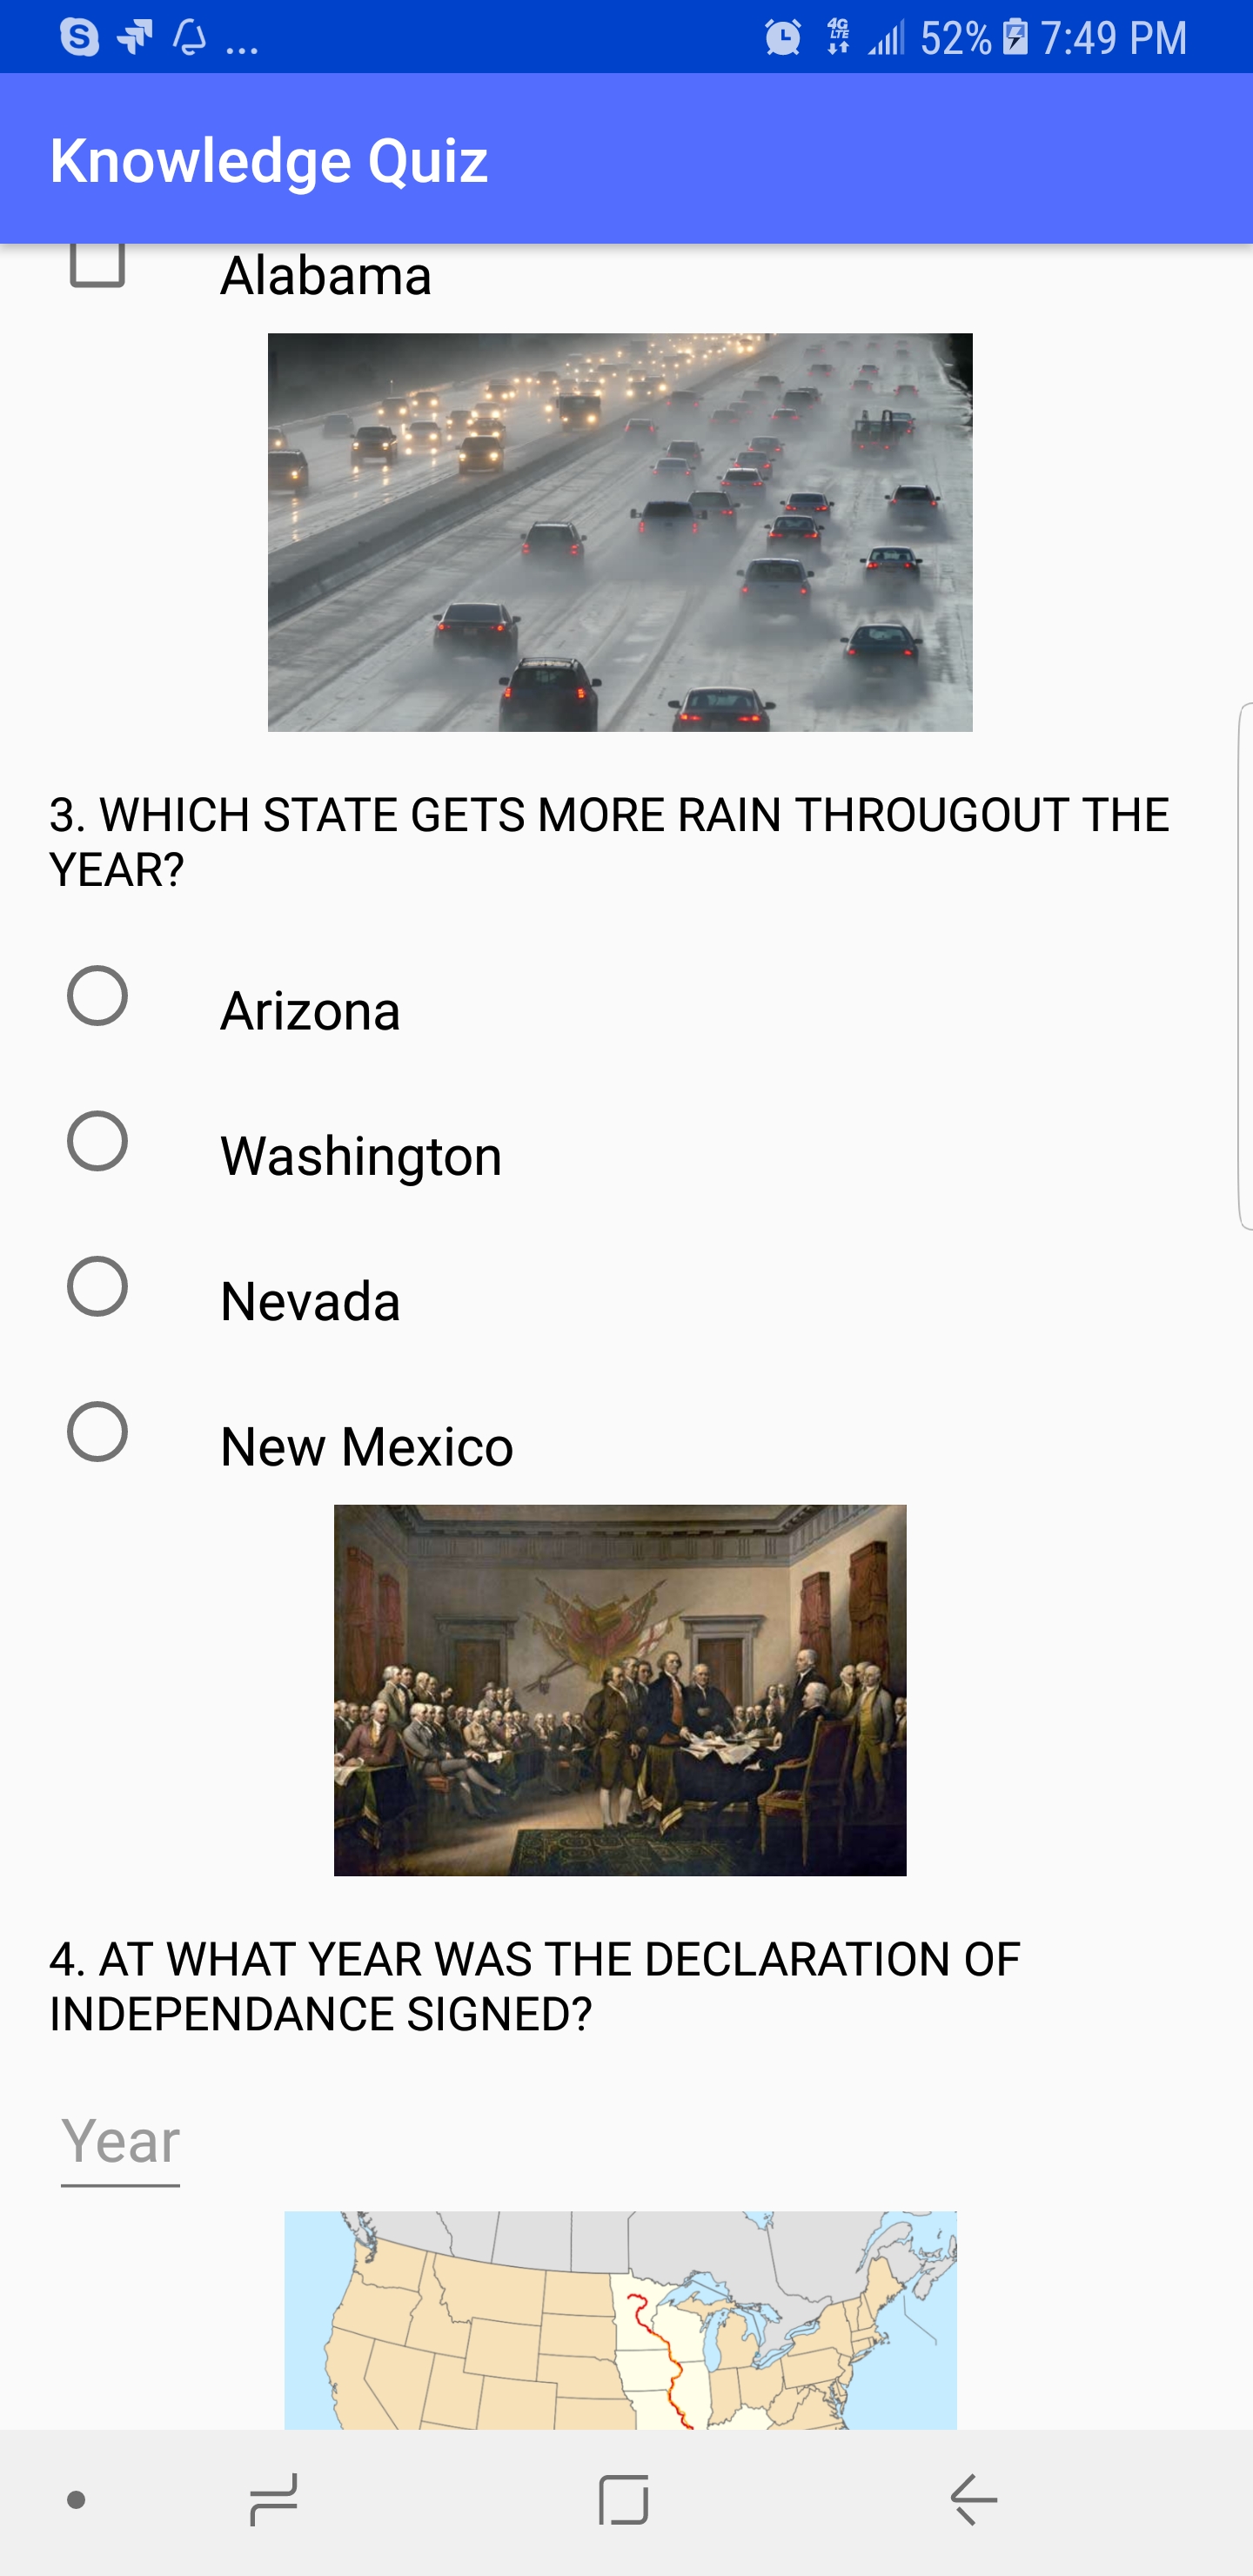 52% 7:49 PM
Knowledge Quiz
Alabama
3. WHICH STATE GETS MORE RAIN THROUGOUT THE
YEAR?
Arizona
Washington
Nevada
New Mexico
4. AT WHAT YEAR WAS THE DECLARATION OF
INDEPENDANCE SIGNED?
Year